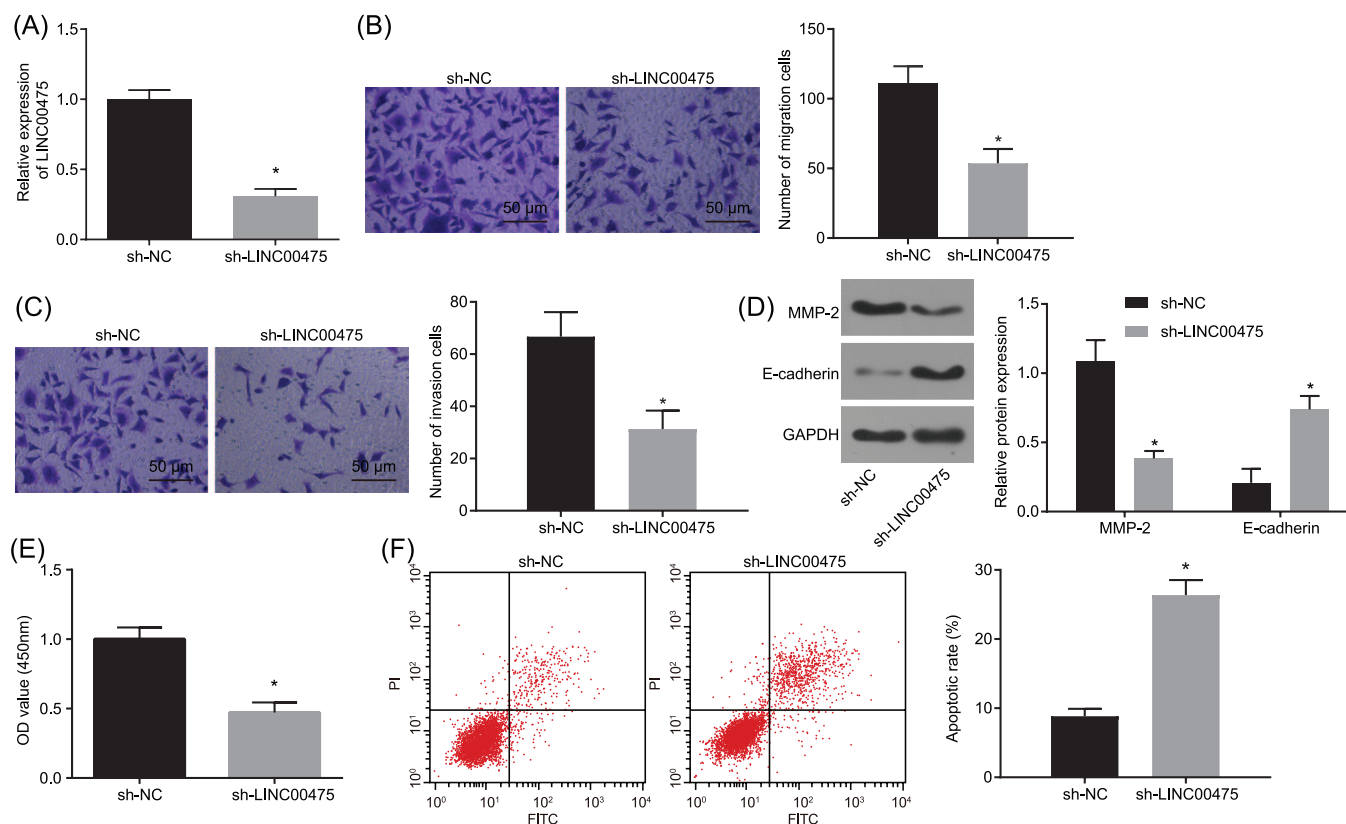 (A)
Relative expression
of LINC00475
1.5
1.0
0.5
0.0
*
sh-NC
sh-LINC00475
(B)
sh-NC
sh-LINC00475
50 μm
50 μm
Number of migration cells
150
100
50
0
*
sh-NC
sh-LINC00475
(C)
sh-NC
sh-LINC00475
50 μm
50 μm
Number of invasion cells
80
60
40
20
0
*
sh-NC
sh-LINC00475
(D)
MMP-2
E-cadherin
GAPDH
sh-NC
sh-LINC00475
sh-NC
sh-LINC00475
Relative protein expression
1.5
1.0
0.5
0.0
*
*
MMP-2
E-cadherin
(E)
OD value (450nm)
1.5
1.0
0.5
0.0
*
sh-NC
sh-LINC00475
(F)
sh-NC
PI
10⁴
10³
10²
10¹
10⁰
10⁰
10¹
10²
10³
10⁴
FITC
sh-LINC00475
PI
10⁴
10³
10²
10¹
10⁰
10⁰
10¹
10²
10³
10⁴
FITC
Apoptotic rate (%)
30
20
10
0
*
sh-NC
sh-LINC00475